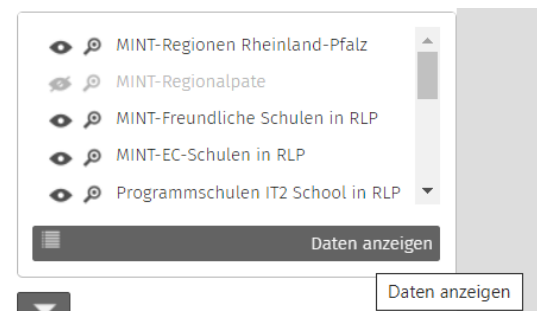 MINT-Regionen Rheinland-Pfalz
MINT-Regionalpate
MINT-Freundliche Schulen in RLP
MINT-EC-Schulen in RLP
Programmschulen IT2 School in RLP
Daten anzeigen
Daten anzeigen